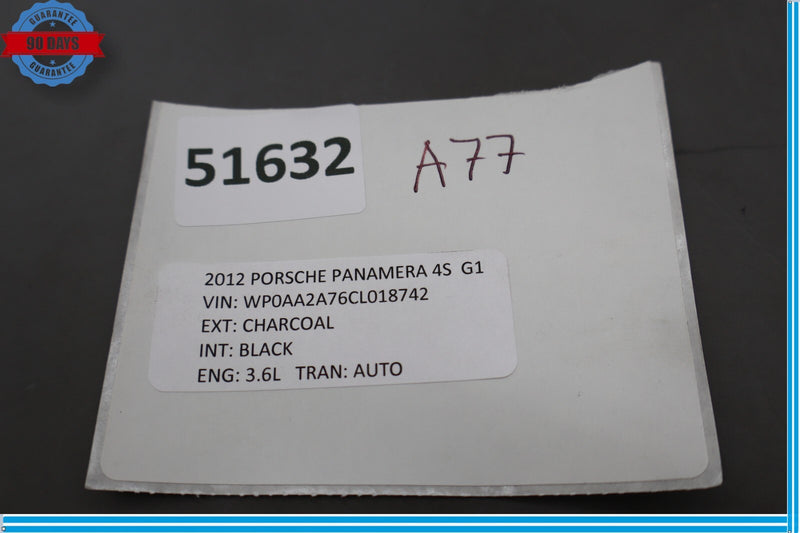 GUARANTEE
90 DAYS
GUARANTEE
51632
A77
2012 PORSCHE PANAMERA 4S G1
VIN: WP0AA2A76CL018742
EXT: CHARCOAL
INT: BLACK
ENG: 3.6L TRAN: AUTO